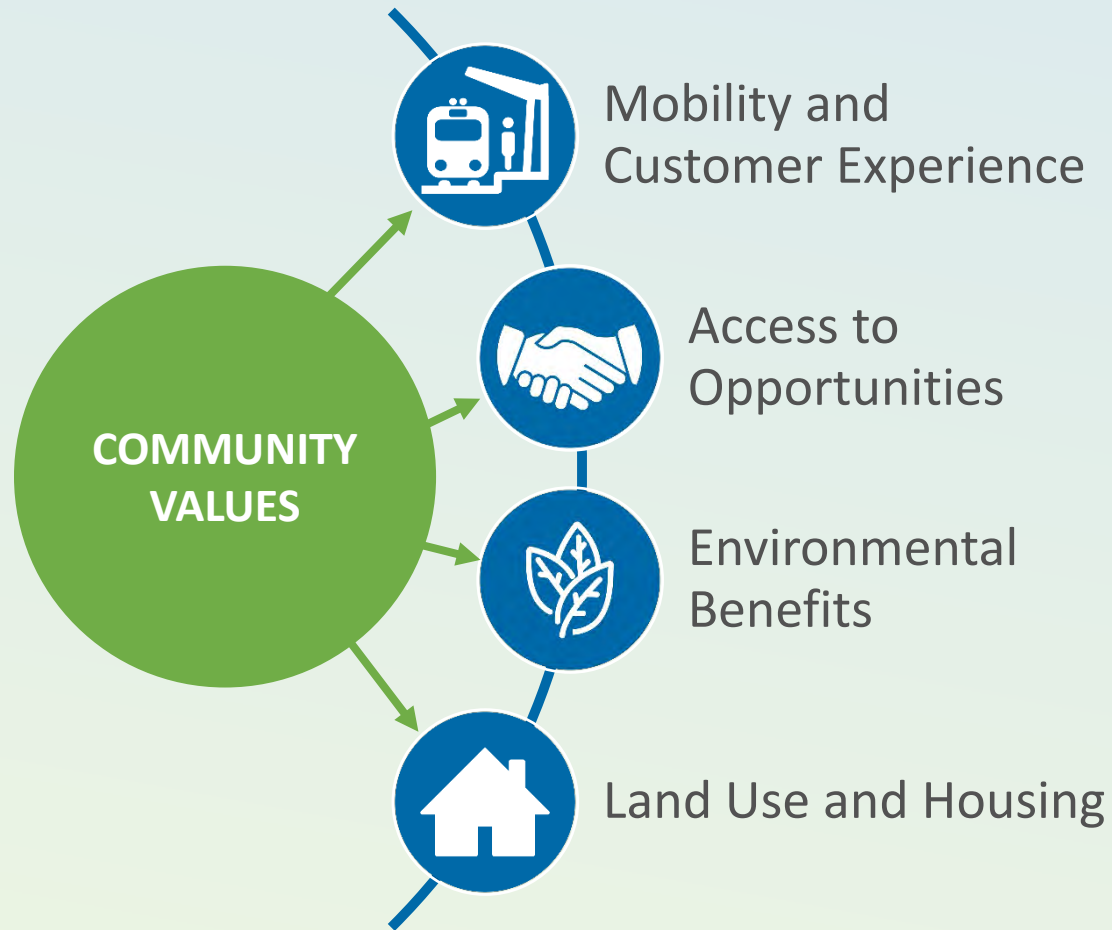 Mobility and
Customer Experience
Access to
Opportunities
COMMUNITY
VALUES
Environmental
Benefits
Land Use and Housing